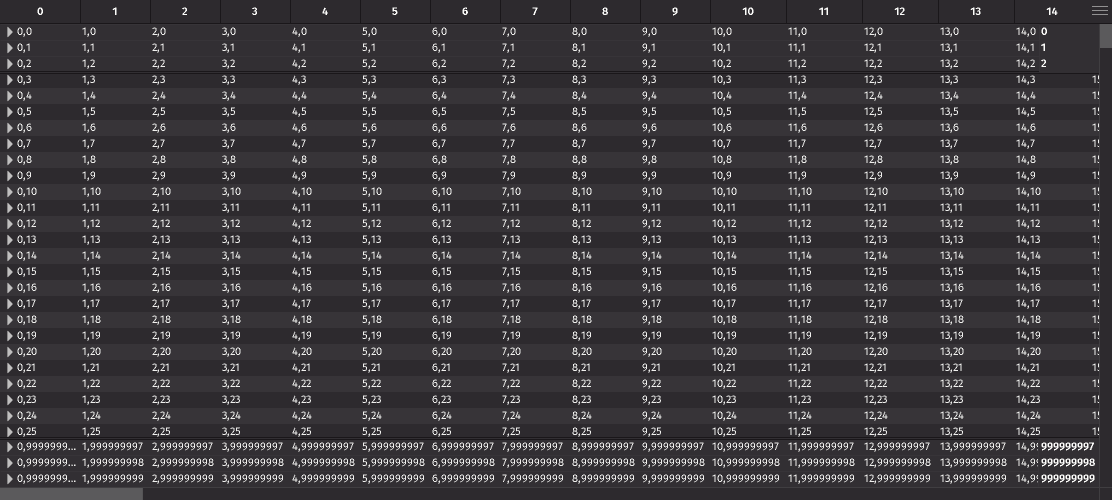 0 1 2 3 4 5 6 7 8 9 10 11 12 13 14
0,0 1,0 2,0 3,0 4,0 5,0 6,0 7,0 8,0 9,0 10,0 11,0 12,0 13,0 14,0 0
0,1 1,1 2,1 3,1 4,1 5,1 6,1 7,1 8,1 9,1 10,1 11,1 12,1 13,1 14,1 1
0,2 1,2 2,2 3,2 4,2 5,2 6,2 7,2 8,2 9,2 10,2 11,2 12,2 13,2 14,2 2
0,3 1,3 2,3 3,3 4,3 5,3 6,3 7,3 8,3 9,3 10,3 11,3 12,3 13,3 14,3
0,4 1,4 2,4 3,4 4,4 5,4 6,4 7,4 8,4 9,4 10,4 11,4 12,4 13,4 14,4
0,5 1,5 2,5 3,5 4,5 5,5 6,5 7,5 8,5 9,5 10,5 11,5 12,5 13,5 14,5
0,6 1,6 2,6 3,6 4,6 5,6 6,6 7,6 8,6 9,6 10,6 11,6 12,6 13,6 14,6
0,7 1,7 2,7 3,7 4,7 5,7 6,7 7,7 8,7 9,7 10,7 11,7 12,7 13,7 14,7
0,8 1,8 2,8 3,8 4,8 5,8 6,8 7,8 8,8 9,8 10,8 11,8 12,8 13,8 14,8
0,9 1,9 2,9 3,9 4,9 5,9 6,9 7,9 8,9 9,9 10,9 11,9 12,9 13,9 14,9
0,10 1,10 2,10 3,10 4,10 5,10 6,10 7,10 8,10 9,10 10,10 11,10 12,10 13,10 14,10
0,11 1,11 2,11 3,11 4,11 5,11 6,11 7,11 8,11 9,11 10,11 11,11 12,11 13,11 14,11
0,12 1,12 2,12 3,12 4,12 5,12 6,12 7,12 8,12 9,12 10,12 11,12 12,12 13,12 14,12
0,13 1,13 2,13 3,13 4,13 5,13 6,13 7,13 8,13 9,13 10,13 11,13 12,13 13,13 14,13
0,14 1,14 2,14 3,14 4,14 5,14 6,14 7,14 8,14 9,14 10,14 11,14 12,14 13,14 14,14
0,15 1,15 2,15 3,15 4,15 5,15 6,15 7,15 8,15 9,15 10,15 11,15 12,15 13,15 14,15
0,16 1,16 2,16 3,16 4,16 5,16 6,16 7,16 8,16 9,16 10,16 11,16 12,16 13,16 14,16
0,17 1,17 2,17 3,17 4,17 5,17 6,17 7,17 8,17 9,17 10,17 11,17 12,17 13,17 14,17
0,18 1,18 2,18 3,18 4,18 5,18 6,18 7,18 8,18 9,18 10,18 11,18 12,18 13,18 14,18
0,19 1,19 2,19 3,19 4,19 5,19 6,19 7,19 8,19 9,19 10,19 11,19 12,19 13,19 14,19
0,20 1,20 2,20 3,20 4,20 5,20 6,20 7,20 8,20 9,20 10,20 11,20 12,20 13,20 14,20
0,21 1,21 2,21 3,21 4,21 5,21 6,21 7,21 8,21 9,21 10,21 11,21 12,21 13,21 14,21
0,22 1,22 2,22 3,22 4,22 5,22 6,22 7,22 8,22 9,22 10,22 11,22 12,22 13,22 14,22
0,23 1,23 2,23 3,23 4,23 5,23 6,23 7,23 8,23 9,23 10,23 11,23 12,23 13,23 14,23
0,24 1,24 2,24 3,24 4,24 5,24 6,24 7,24 8,24 9,24 10,24 11,24 12,24 13,24 14,24
0,25 1,25 2,25 3,25 4,25 5,25 6,25 7,25 8,25 9,25 10,25 11,25 12,25 13,25 14,25
0,9999999... 1,999999997 2,999999997 3,999999997 4,999999997 5,999999997 6,999999997 7,999999997 8,999999997 9,999999997 10,999999997 11,999999997 12,999999997 13,999999997 14,9 999999997
0,9999999... 1,999999998 2,999999998 3,999999998 4,999999998 5,999999998 6,999999998 7,999999998 8,999999998 9,999999998 10,999999998 11,999999998 12,999999998 13,999999998 14,9 999999998
0,9999999... 1,999999999 2,999999999 3,999999999 4,999999999 5,999999999 6,999999999 7,999999999 8,999999999 9,999999999 10,999999999 11,999999999 12,999999999 13,999999999 14,9 999999999